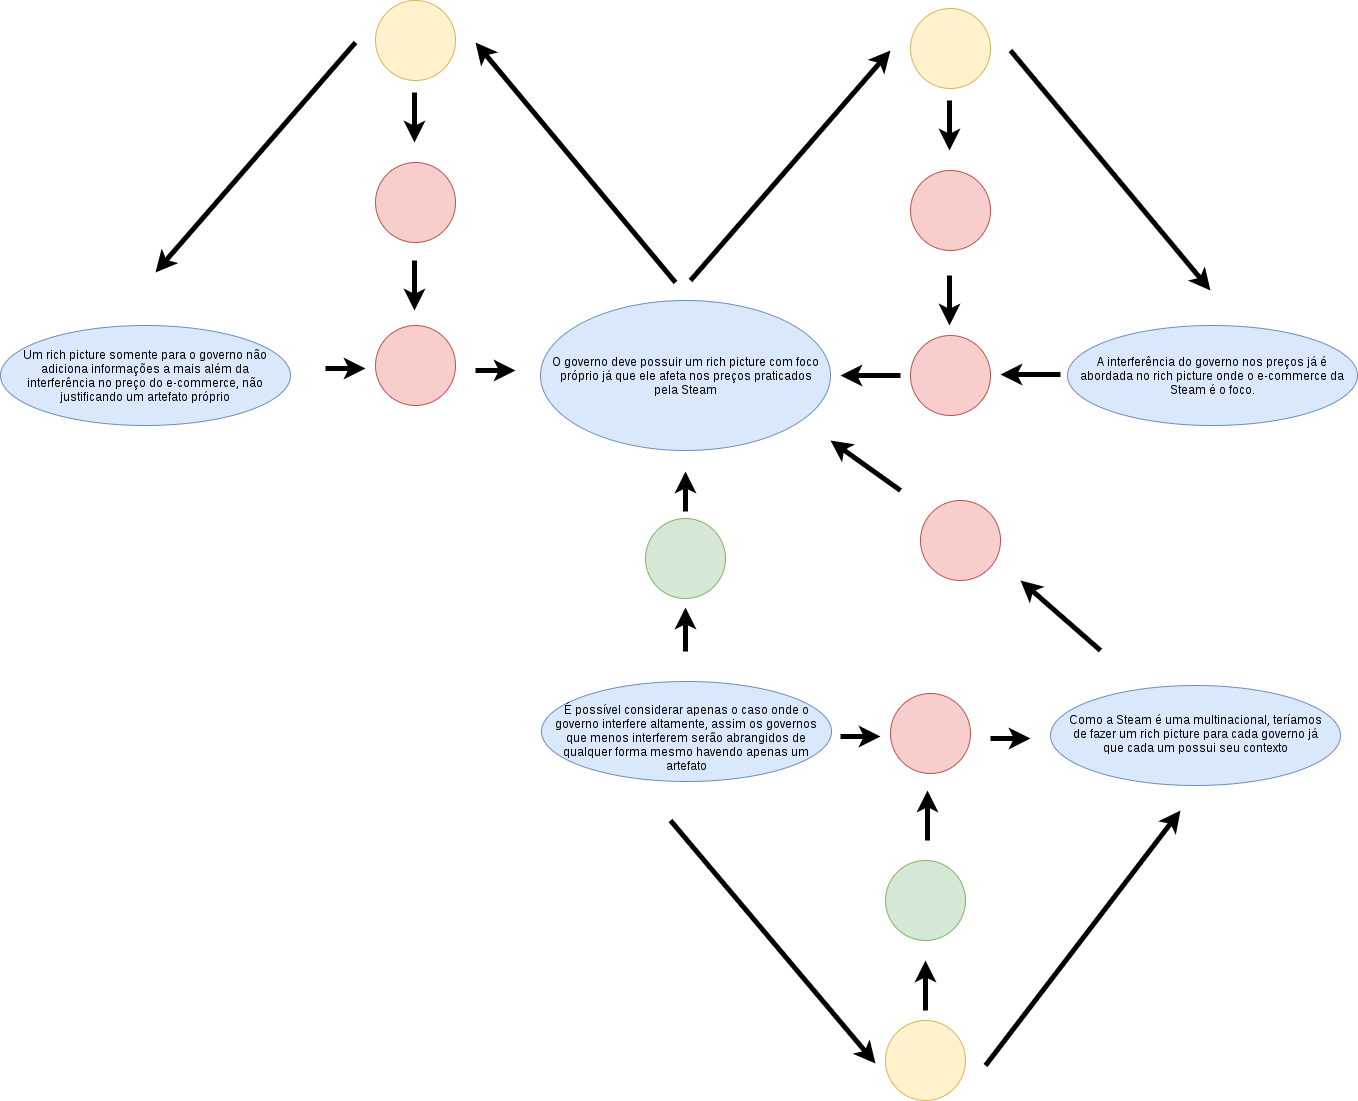 Um rich picture somente para o governo não
adiciona informações a mais além da
interferência no preço do e-commerce, não
justificando um artefato próprio
O governo deve possuir um rich picture com foco
próprio já que ele afeta nos preços praticados
pela Steam
A interferência do governo nos preços já é
abordada no rich picture onde o e-commerce da
Steam é o foco.
É possível considerar apenas o caso onde o
governo interfere altamente, assim os governos
que menos interferem serão abrangidos de
qualquer forma mesmo havendo apenas um
artefato
Como a Steam é uma multinacional, teríamos
de fazer um rich picture para cada governo já
que cada um possui seu contexto